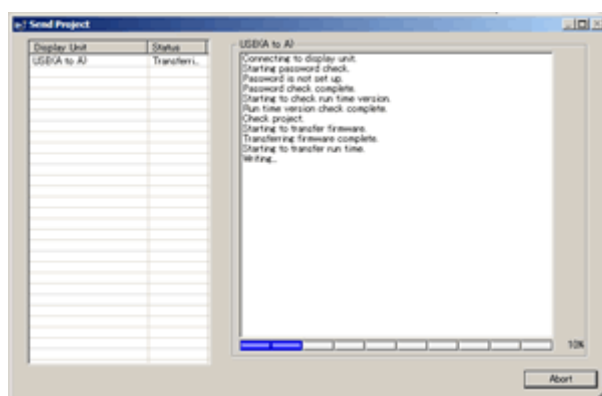 Send Project
Display Unit
Status
USB(A to A)
Transferri..
USB(A to A)
Connecting to display unit.
Starting password check.
Password is not set up.
Password check complete.
Starting to check run time version.
Run time version check complete.
Check project.
Starting to transfer firmware.
Transferring firmware complete.
Starting to transfer run time.
Writing..
10%
Abort